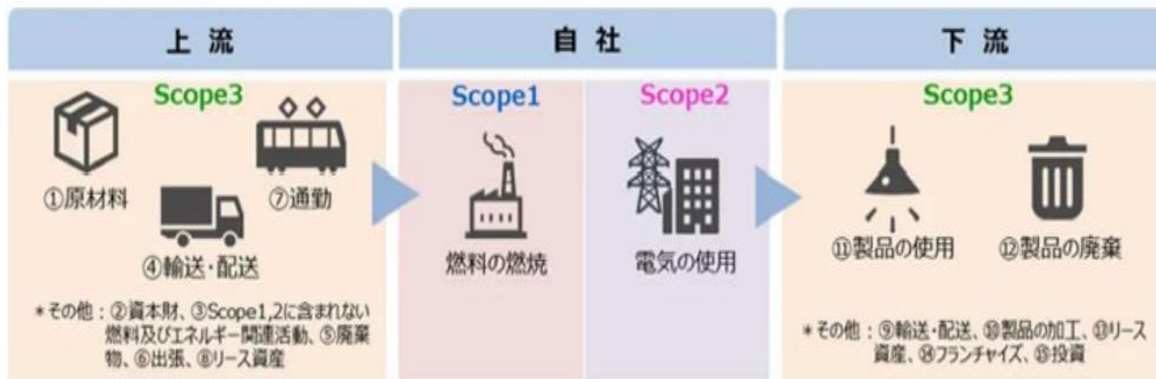 上流
自社
下流
Scope3
①原材料
⑦通勤
④輸送・配送
＊その他：②資本財、③Scope1,2に含まれない
燃料及びエネルギー関連活動、⑤廃棄
物、⑥出張、⑧リース資産
Scope1
燃料の燃焼
Scope2
電気の使用
Scope3
⑪製品の使用
⑫製品の廃棄
＊その他：⑨輸送・配送、⑩製品の加工、⑬リース
資産、⑭フランチャイズ、⑮投資